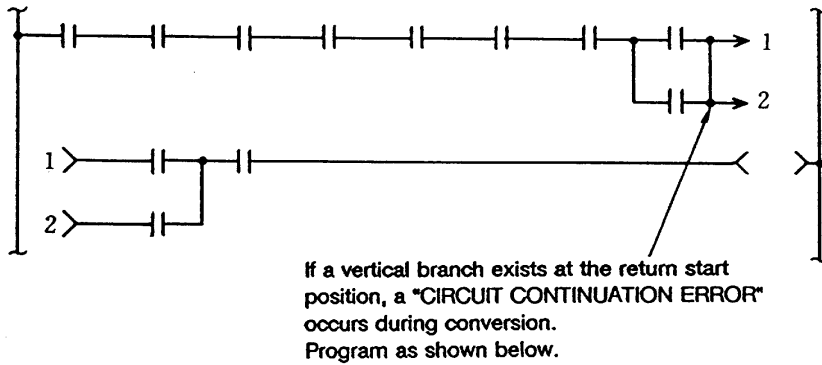 1
2
1
2
If a vertical branch exists at the return start
position, a "CIRCUIT CONTINUATION ERROR"
occurs during conversion.
Program as shown below.